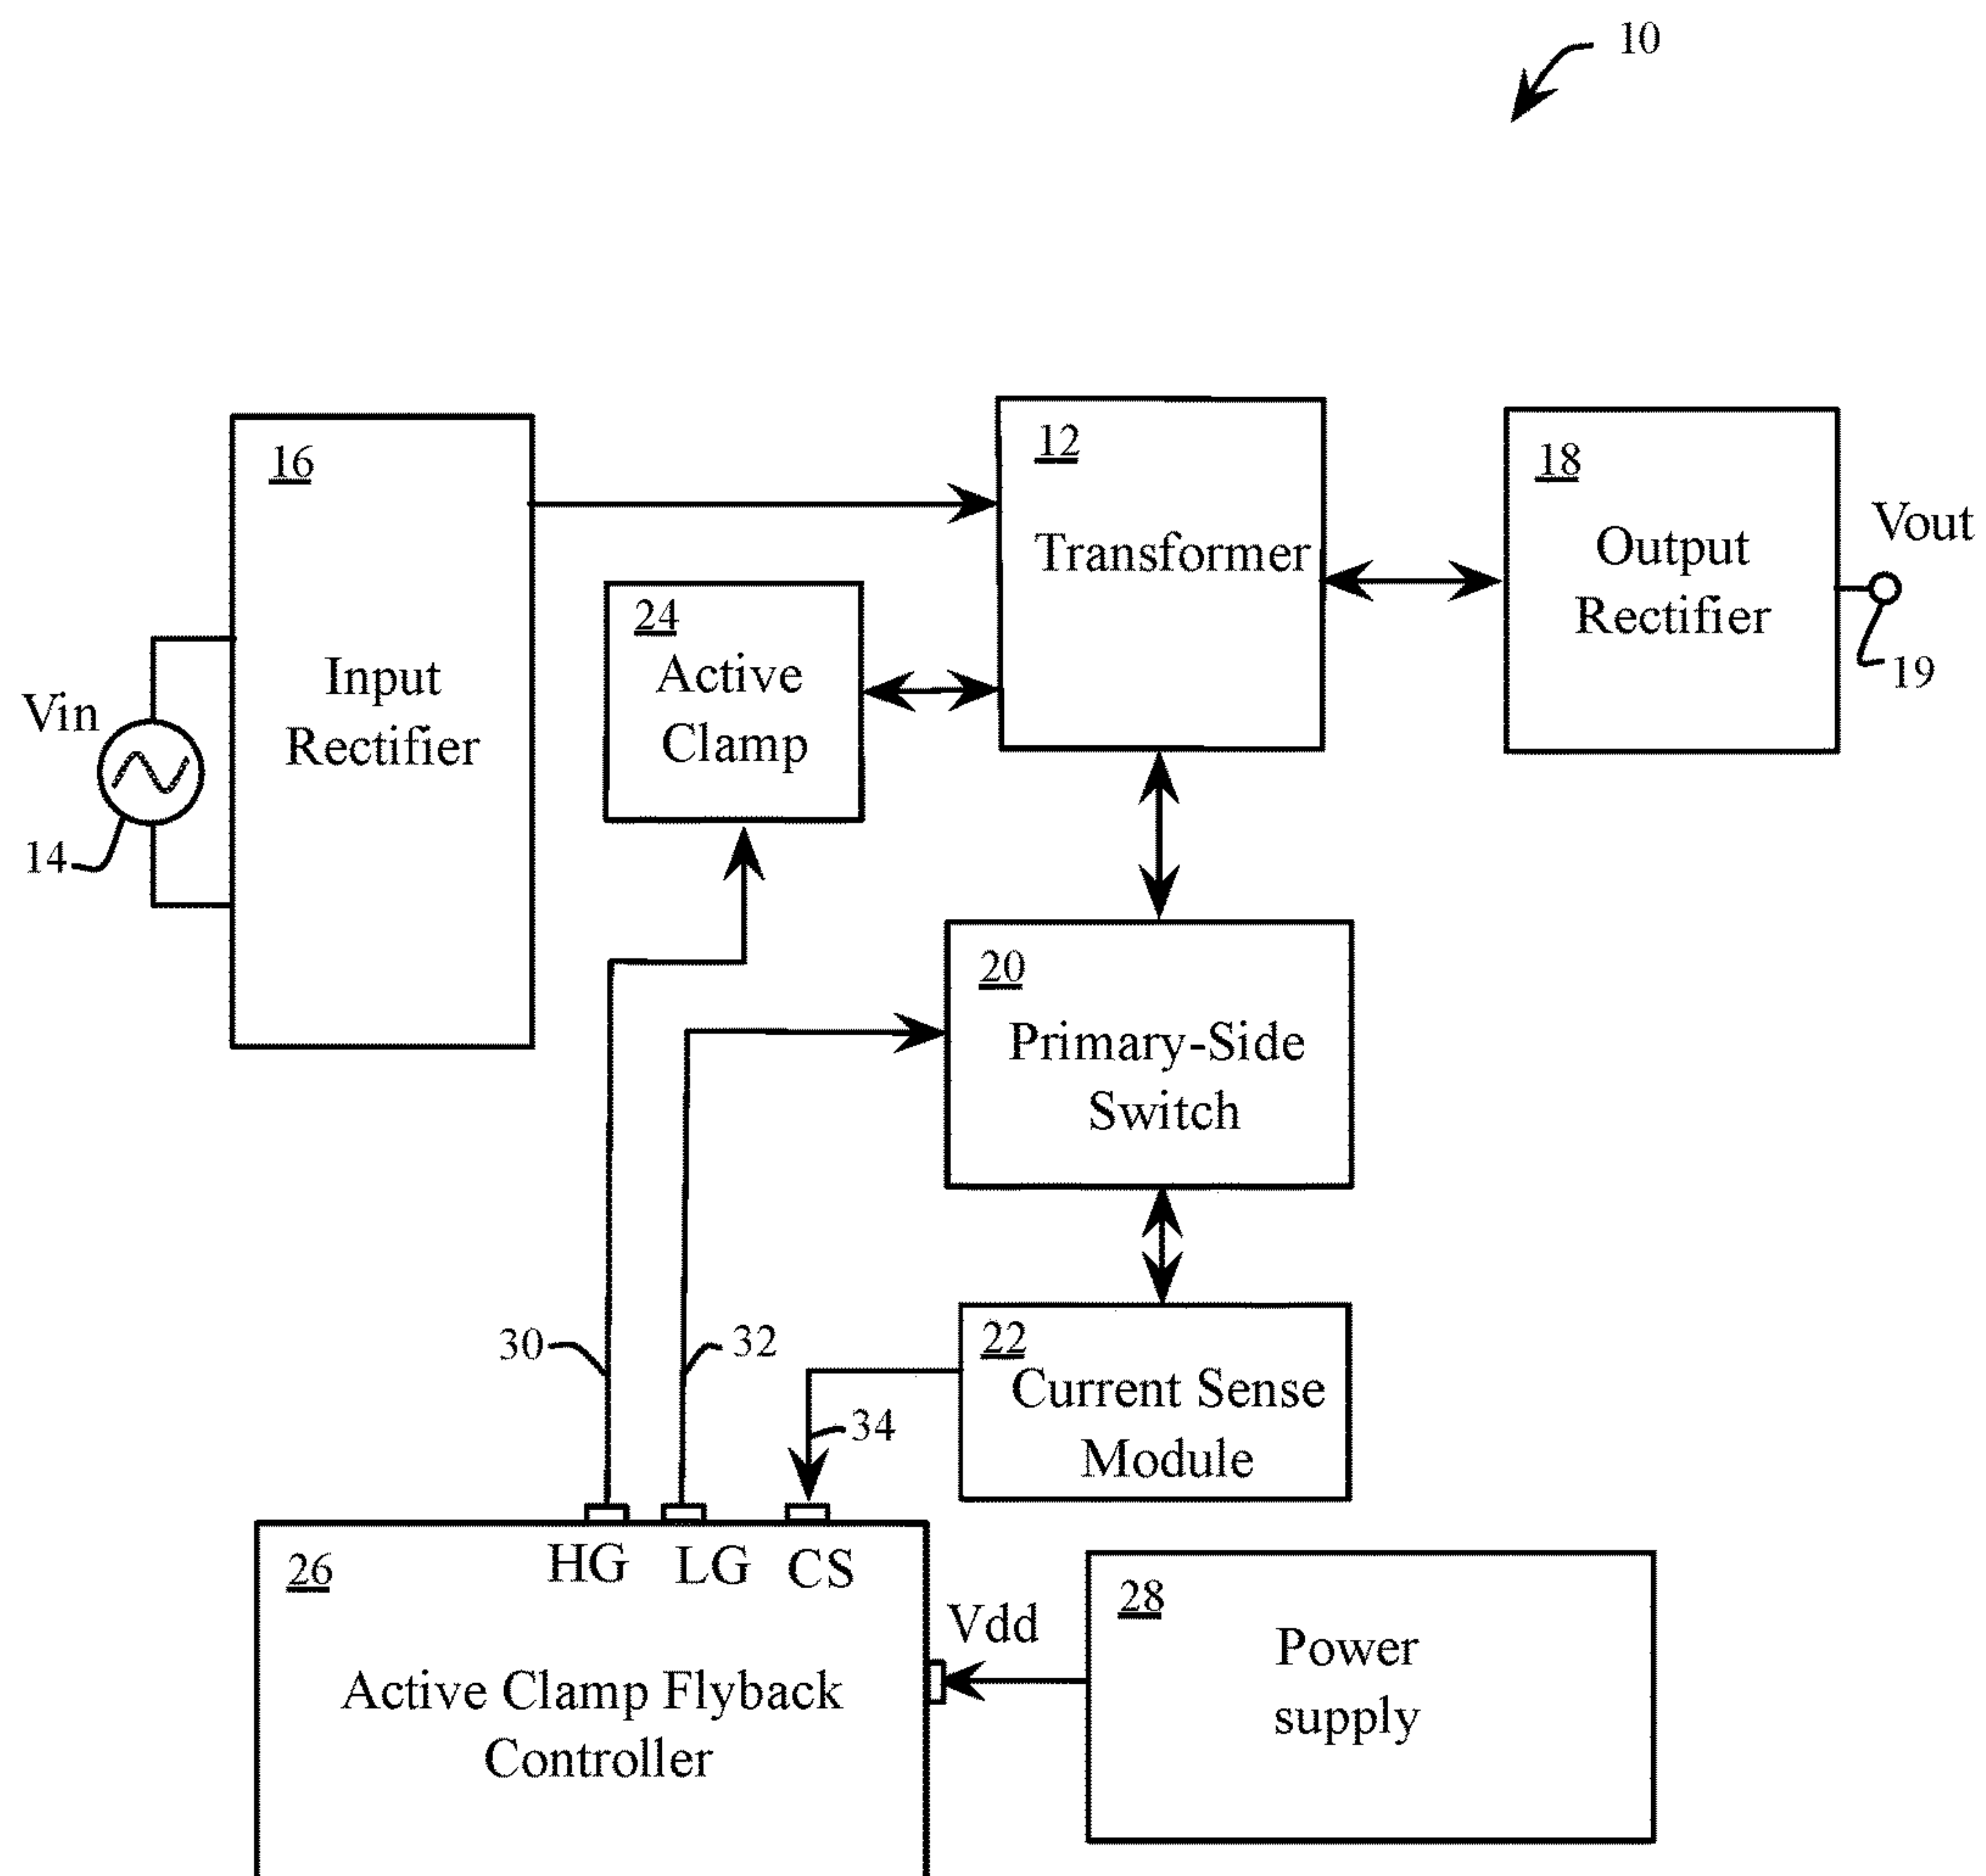 10
16
Input
Rectifier
Vin
14
12
Transformer
18
Output
Rectifier
Vout
19
24
Active
Clamp
20
Primary-Side
Switch
22
Current Sense
Module
30
32
34
HG LG CS
26
Active Clamp Flyback
Controller
Vdd
28
Power
supply